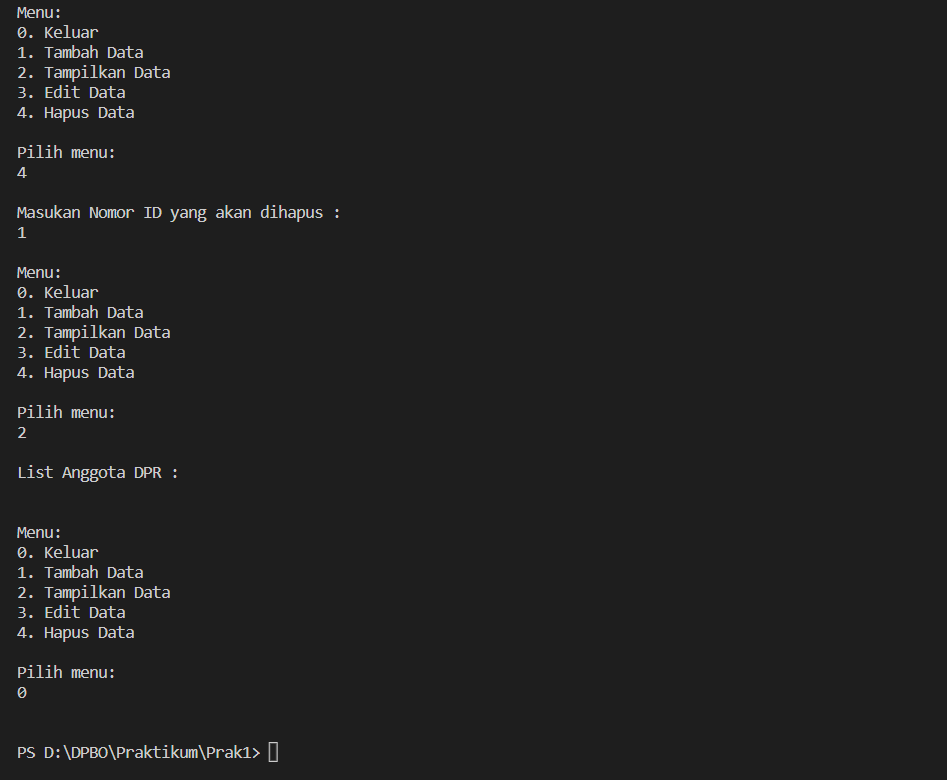 Menu:
0. Keluar
1. Tambah Data
2. Tampilkan Data
3. Edit Data
4. Hapus Data
Pilih menu:
4
Masukan Nomor ID yang akan dihapus :
1
Menu:
0. Keluar
1. Tambah Data
2. Tampilkan Data
3. Edit Data
4. Hapus Data
Pilih menu:
2
List Anggota DPR :
Menu:
0. Keluar
1. Tambah Data
2. Tampilkan Data
3. Edit Data
4. Hapus Data
Pilih menu:
0
PS D:\DPBO\Praktikum\Prak1>